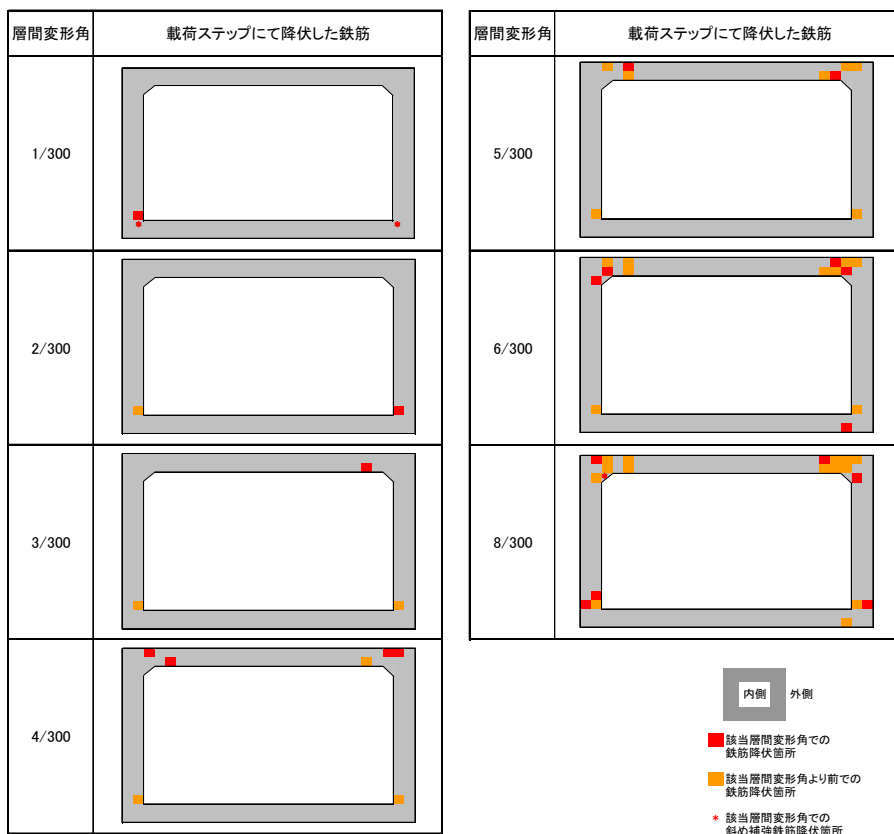 層間変形角 載荷ステップにて降伏した鉄筋
1/300
2/300
3/300
4/300
層間変形角 載荷ステップにて降伏した鉄筋
5/300
6/300
8/300
内側 外側
該当層間変形角での
鉄筋降伏箇所
該当層間変形角より前での
鉄筋降伏箇所
* 該当層間変形角での
斜め補強鉄筋降伏箇所